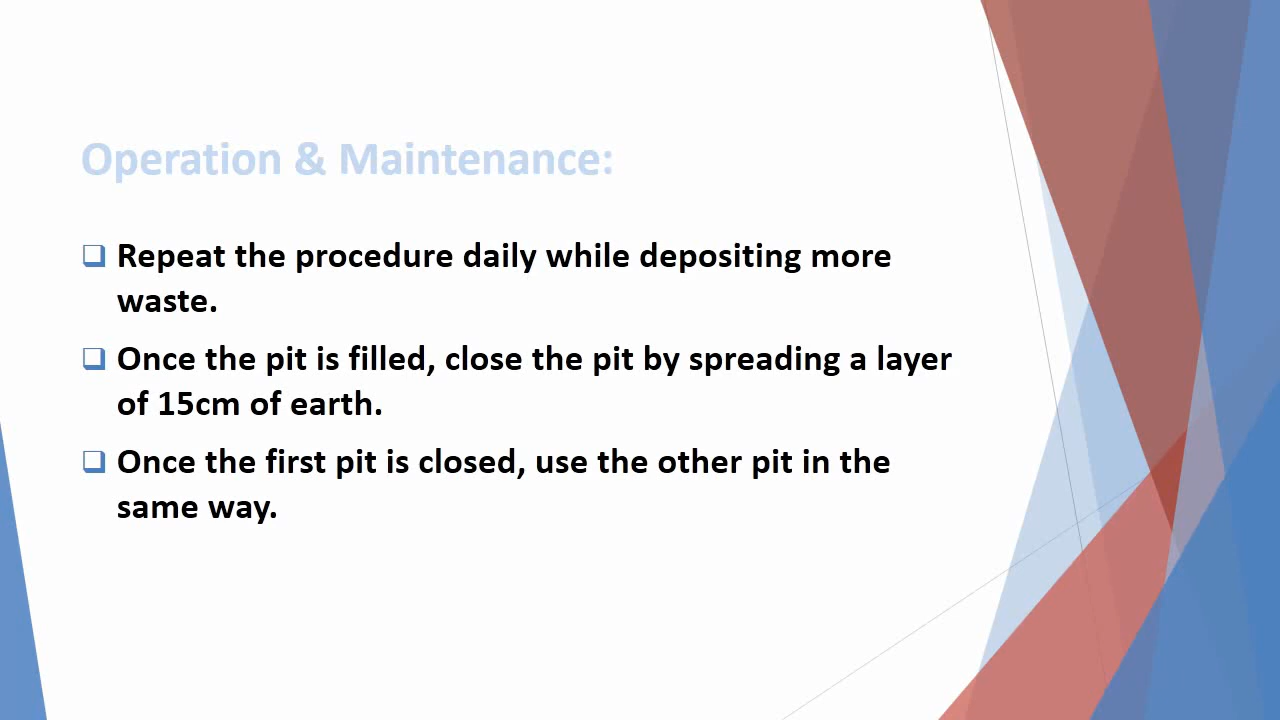 Operation & Maintenance:
Repeat the procedure daily while depositing more
waste.
Once the pit is filled, close the pit by spreading a layer
of 15cm of earth.
Once the first pit is closed, use the other pit in the
same way.